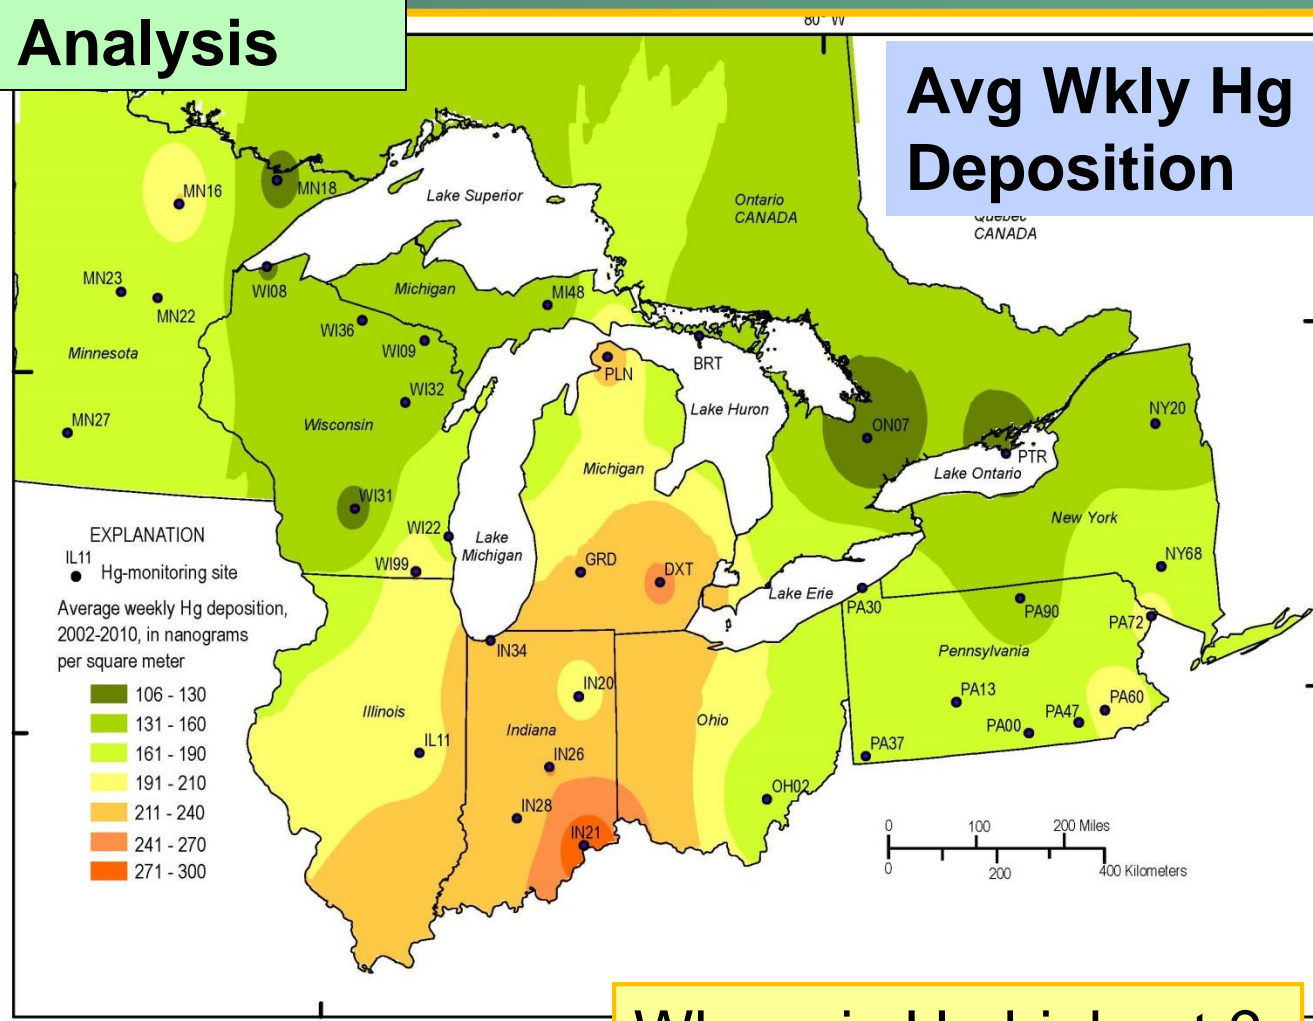 Analysis
80° W
Avg Wkly Hg
Deposition
Quebec
CANADA
Ontario
CANADA
Lake Superior
MN16
MN18
MN23
MN22
WI08
Michigan
MI48
WI36
WI09
Minnesota
PLN
BRT
WI32
Lake Huron
MN27
Wisconsin
ON07
NY20
PTR
Lake Ontario
Michigan
WI31
New York
WI22
Lake
Michigan
WI99
GRD
DXT
NY68
Lake Erie
PA30
PA90
PA72
IN34
Pennsylvania
IN20
PA13
PA60
Illinois
Ohio
PA47
Indiana
PA00
IL11
IN26
PA37
OH02
IN28
IN21
EXPLANATION
IL11
Hg-monitoring site
Average weekly Hg deposition,
2002-2010, in nanograms
per square meter
106 - 130
131 - 160
161 - 190
191 - 210
211 - 240
241 - 270
271 - 300
0 100 200 Miles
0 200 400 Kilometers